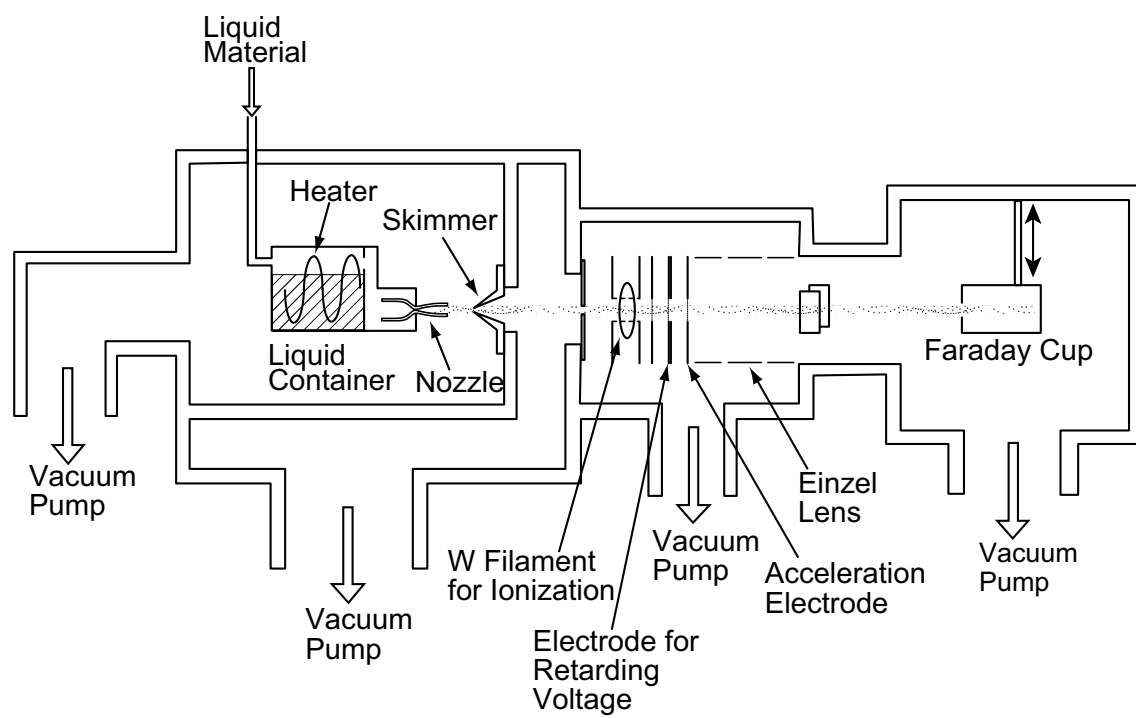 Liquid
Material
Heater
Skimmer
Liquid
Container
Nozzle
Faraday Cup
Vacuum
Pump
Einzel
Lens
W Filament
for Ionization
Vacuum
Pump
Acceleration
Electrode
Vacuum
Pump
Vacuum
Pump
Electrode for
Retarding
Voltage